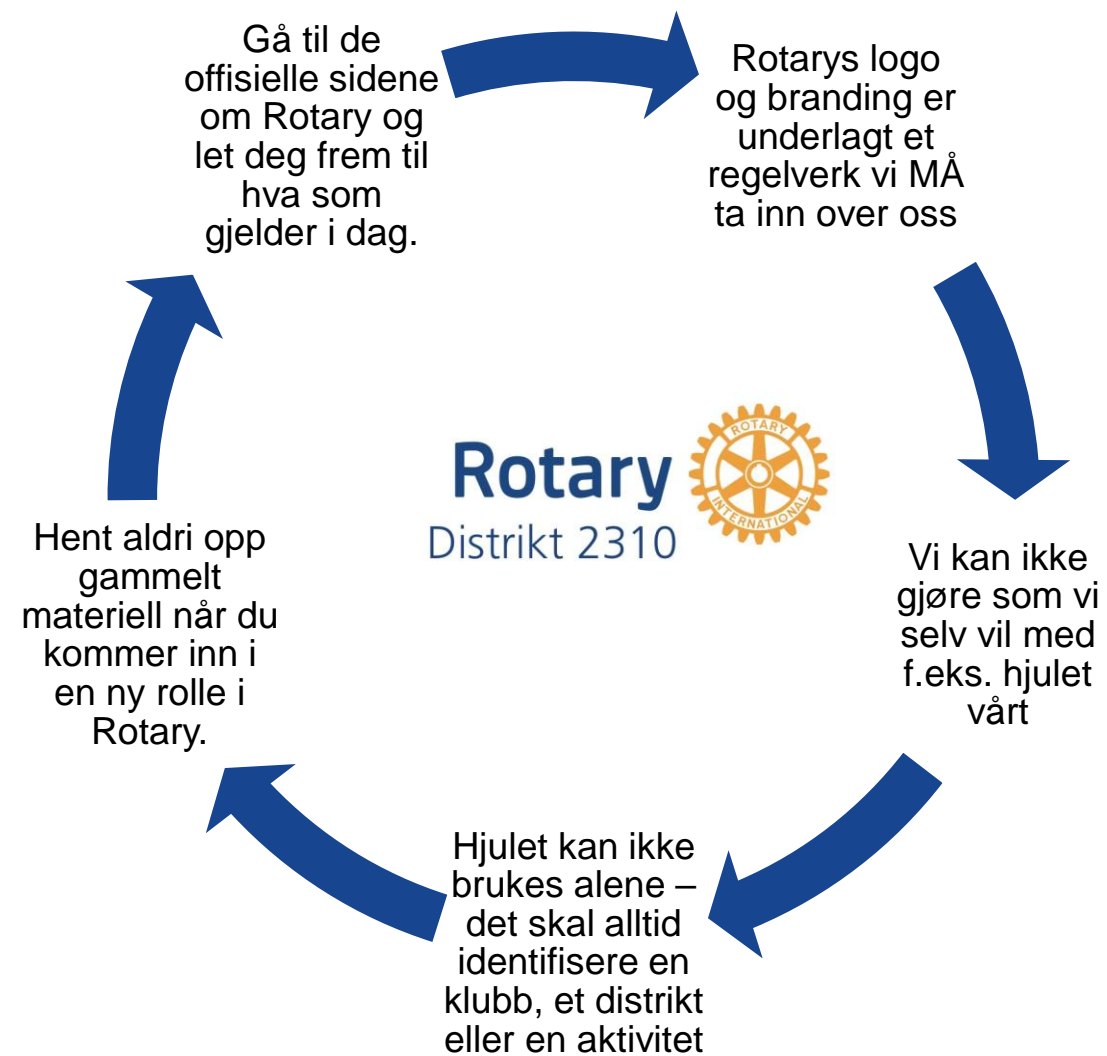 Gå til de
offisielle sidene
om Rotary og
let deg frem til
hva som
gjelder i dag.
Rotarys logo
og branding er
underlagt et
regelverk vi MÅ
ta inn over oss
Vi kan ikke
gjøre som vi
selv vil med
f.eks. hjulet
vårt
Hjulet kan ikke
brukes alene –
det skal alltid
identifisere en
klubb, et distrikt
eller en aktivitet
Hent aldri opp
gammelt
materiell når du
kommer inn i
en ny rolle i
Rotary.
Rotary
Distrikt 2310
ROTARY
INTERNATIONAL